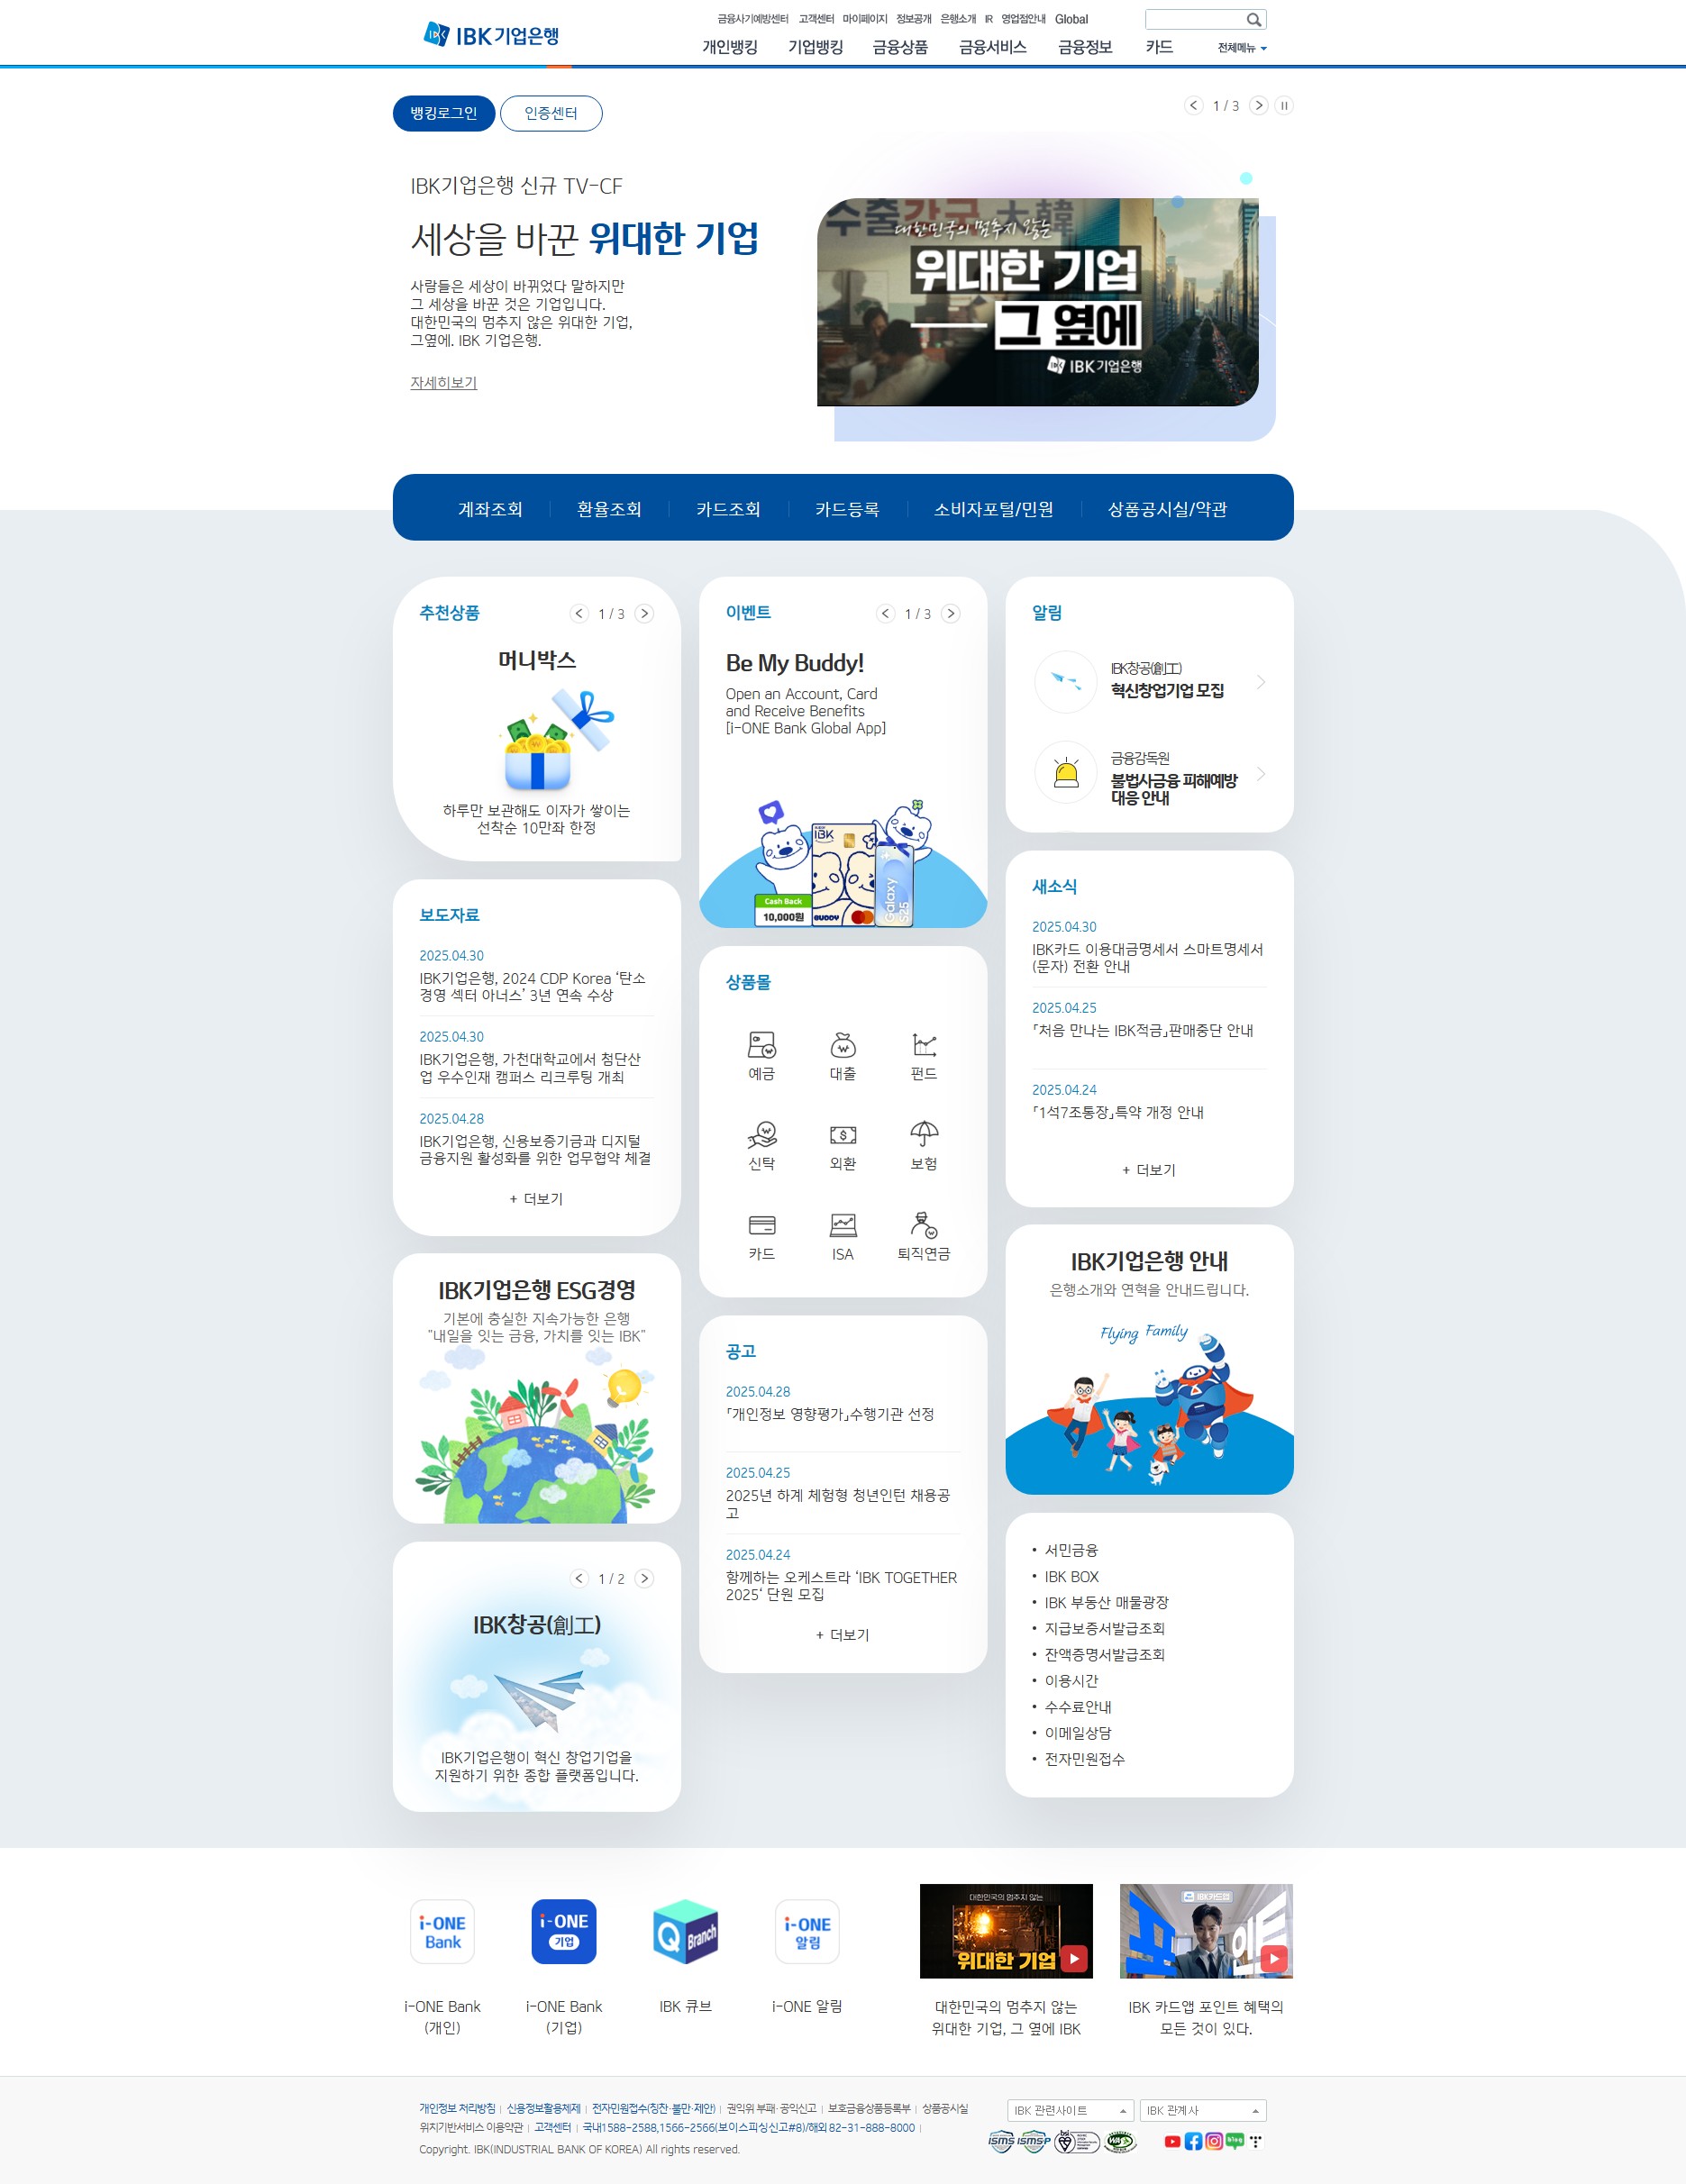 금융사기예방센터 고객센터 마이페이지 정보공개 은행소개 IR 영업점안내 Global
IBK기업은행
개인뱅킹 기업뱅킹 금융상품 금융서비스 금융정보 카드 전체메뉴
뱅킹로그인 인증센터
1 / 3
IBK기업은행 신규 TV-CF
세상을 바꾼 위대한 기업
사람들은 세상이 바뀌었다 말하지만
그 세상을 바꾼 것은 기업입니다.
대한민국의 멈추지 않은 위대한 기업,
그옆에. IBK 기업은행.
자세히보기
수출강국 大韓
대한민국의 멈추지 않는
위대한 기업
그 옆에
IBK기업은행
계좌조회 환율조회 카드조회 카드등록 소비자포털/민원 상품공시실/약관
추천상품 1 / 3
머니박스
하루만 보관해도 이자가 쌓이는
선착순 10만좌 한정
이벤트 1 / 3
Be My Buddy!
Open an Account, Card
and Receive Benefits
[i-ONE Bank Global App]
IBK
Cash Back
10,000원
BUDDY
Galaxy S25
알림
IBK창공(創工)
혁신창업기업 모집
금융감독원
불법사금융 피해예방
대응 안내
보도자료
2025.04.30
IBK기업은행, 2024 CDP Korea ‘탄소
경영 섹터 아너스’ 3년 연속 수상
2025.04.30
IBK기업은행, 가천대학교에서 첨단산
업 우수인재 캠퍼스 리크루팅 개최
2025.04.28
IBK기업은행, 신용보증기금과 디지털
금융지원 활성화를 위한 업무협약 체결
+ 더보기
상품몰
예금 대출 펀드
신탁 외환 보험
카드 ISA 퇴직연금
새소식
2025.04.30
IBK카드 이용대금명세서 스마트명세서
(문자) 전환 안내
2025.04.25
「처음 만나는 IBK적금」판매중단 안내
2025.04.24
「1석7조통장」특약 개정 안내
+ 더보기
IBK기업은행 ESG경영
기본에 충실한 지속가능한 은행
"내일을 잇는 금융, 가치를 잇는 IBK"
공고
2025.04.28
「개인정보 영향평가」수행기관 선정
2025.04.25
2025년 하계 체험형 청년인턴 채용공
고
2025.04.24
함께하는 오케스트라 ‘IBK TOGETHER
2025‘ 단원 모집
+ 더보기
IBK기업은행 안내
은행소개와 연혁을 안내드립니다.
Flying Family
1 / 2
IBK창공(創工)
IBK기업은행이 혁신 창업기업을
지원하기 위한 종합 플랫폼입니다.
• 서민금융
• IBK BOX
• IBK 부동산 매물광장
• 지급보증서발급조회
• 잔액증명서발급조회
• 이용시간
• 수수료안내
• 이메일상담
• 전자민원접수
i-ONE Bank
i-ONE 기업
Q Branch
i-ONE 알림
대한민국의 멈추지 않는
위대한 기업
IBK카드앱
포인트
i-ONE Bank
(개인)
i-ONE Bank
(기업)
IBK 큐브
i-ONE 알림
대한민국의 멈추지 않는
위대한 기업, 그 옆에 IBK
IBK 카드앱 포인트 혜택의
모든 것이 있다.
개인정보 처리방침 신용정보활용체제 전자민원접수(칭찬·불만·제안) 권익위 부패·공익신고 보호금융상품등록부 상품공시실
위치기반서비스 이용약관 고객센터 국내1588-2588,1566-2566(보이스피싱신고#8)/해외 82-31-888-8000
Copyright. IBK(INDUSTRIAL BANK OF KOREA) All rights reserved.
IBK 관련사이트 IBK 관계사
ISMS ISMS-P WA blog